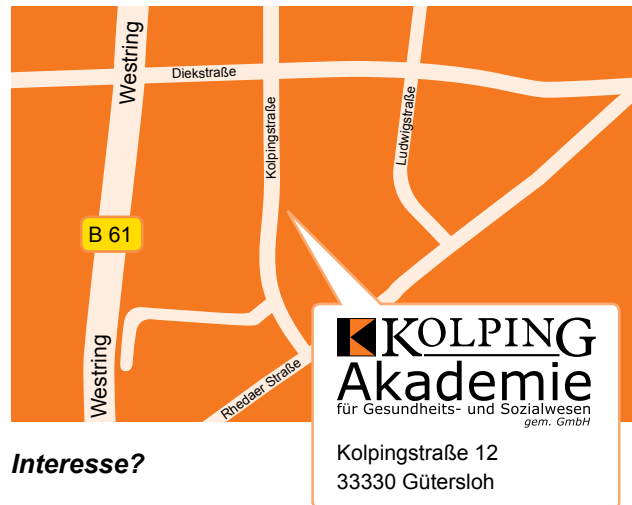 Westring
Diekstraße
Kolpingstraße
Ludwigstraße
B 61
Westring
Rhedaer Straße
KOLPING
Akademie
für Gesundheits- und Sozialwesen
gem. GmbH
Kolpingstraße 12
33330 Gütersloh
Interesse?